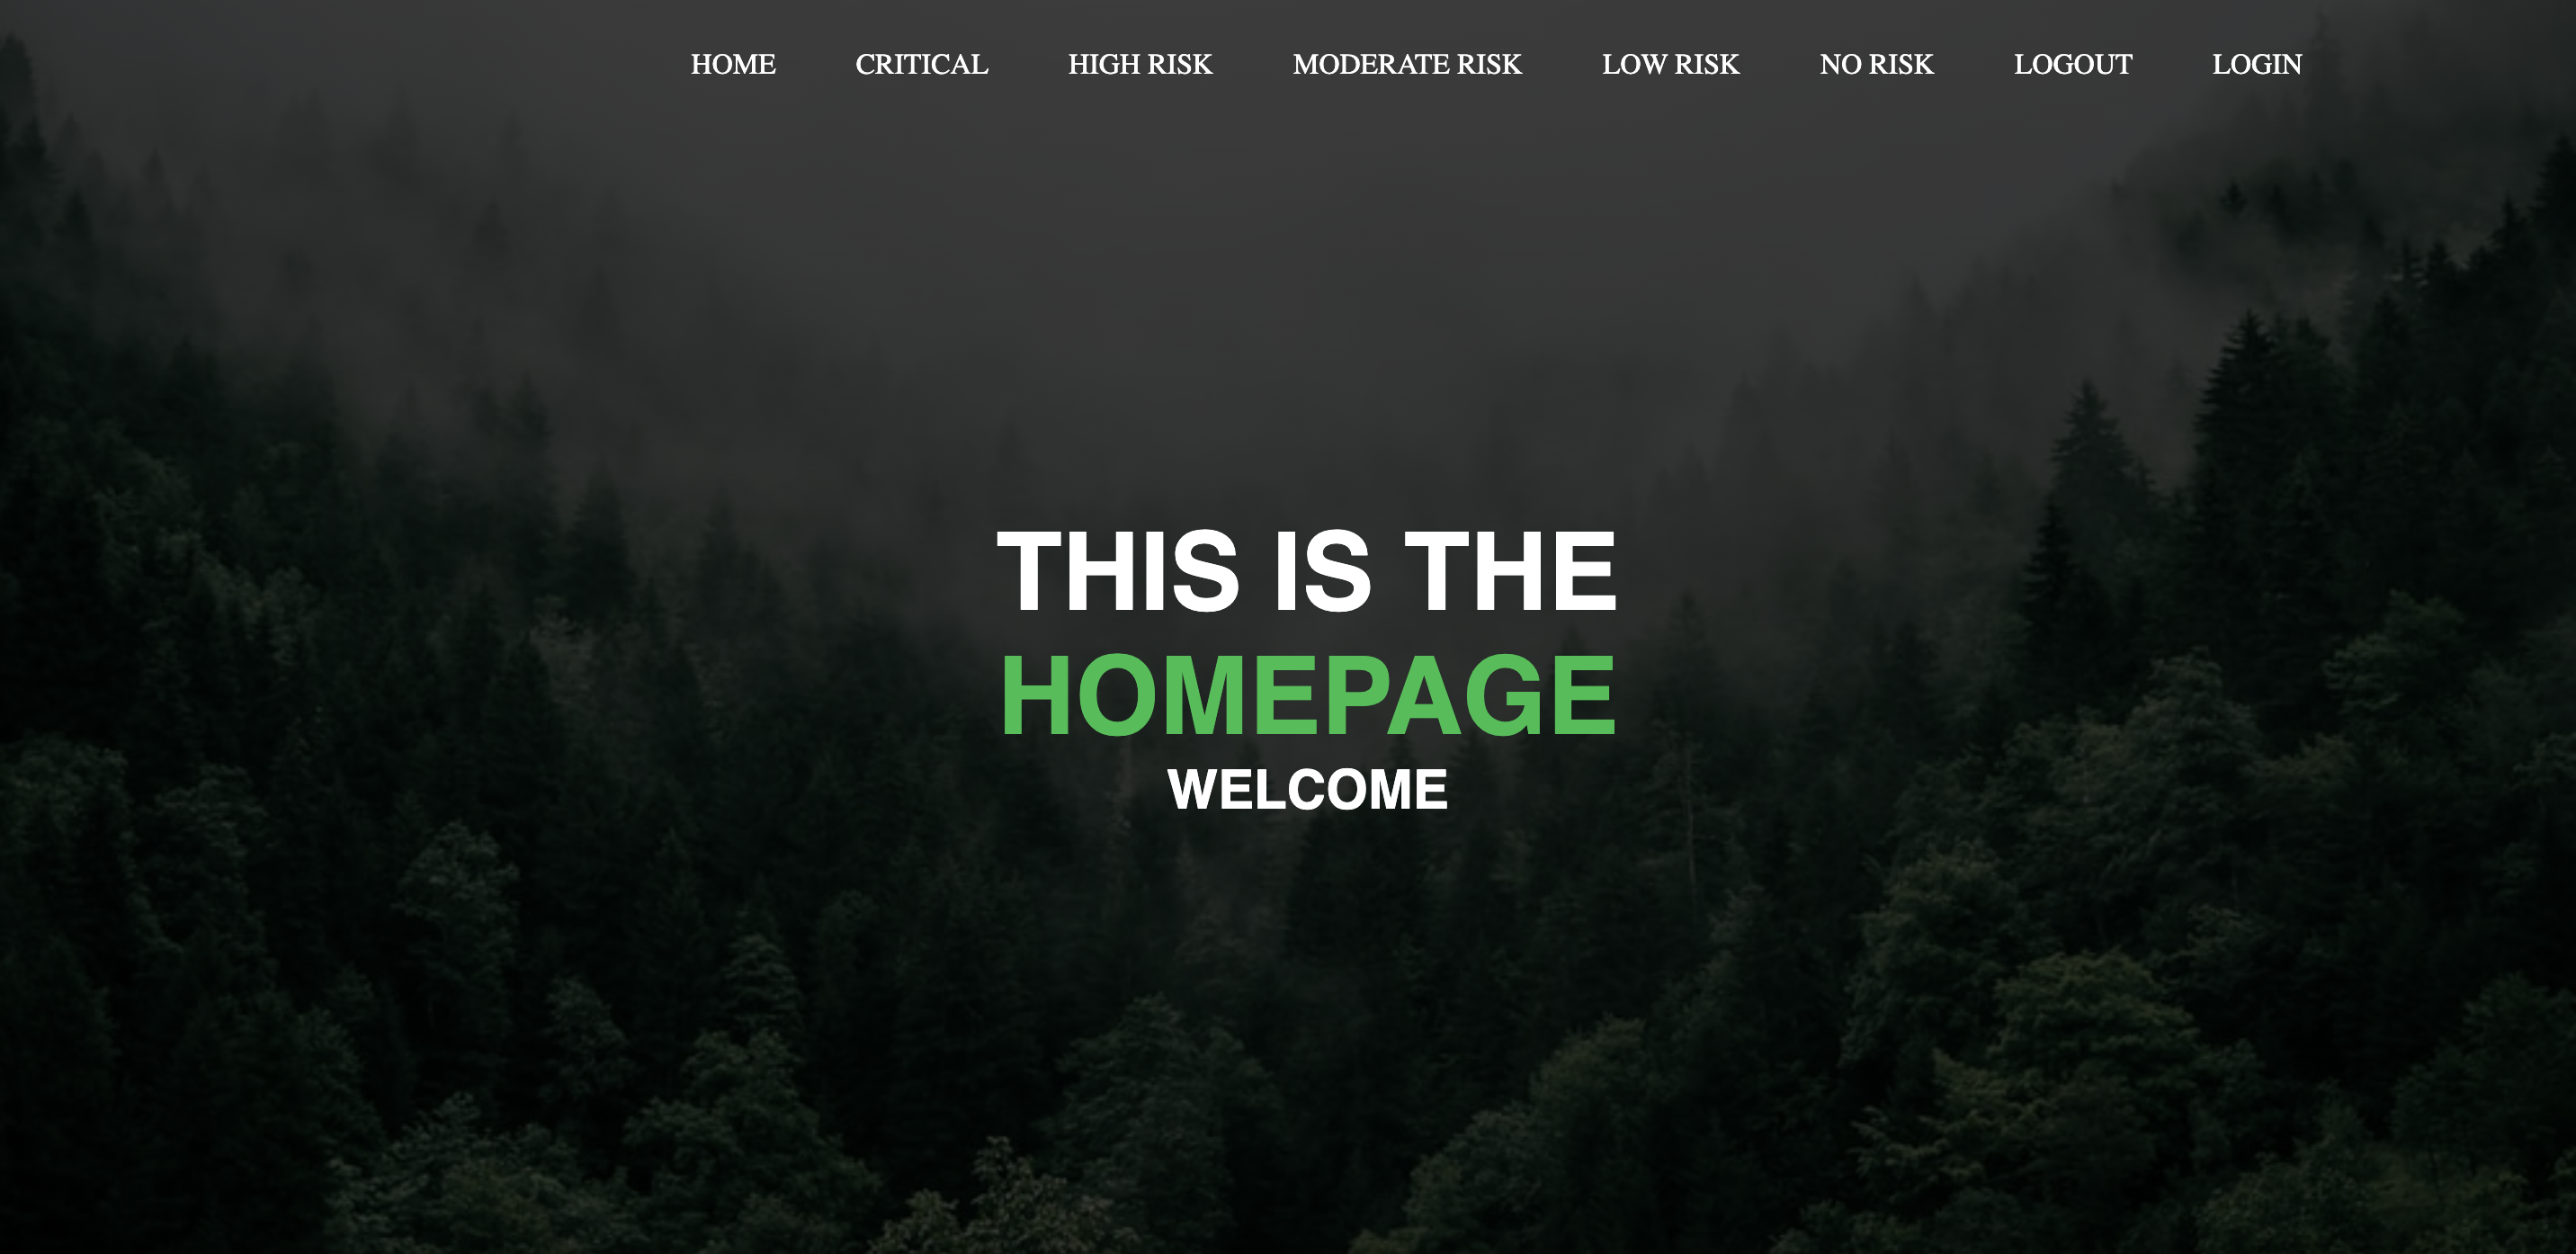 HOME CRITICAL HIGH RISK MODERATE RISK LOW RISK NO RISK LOGOUT LOGIN
THIS IS THE
HOMEPAGE
WELCOME